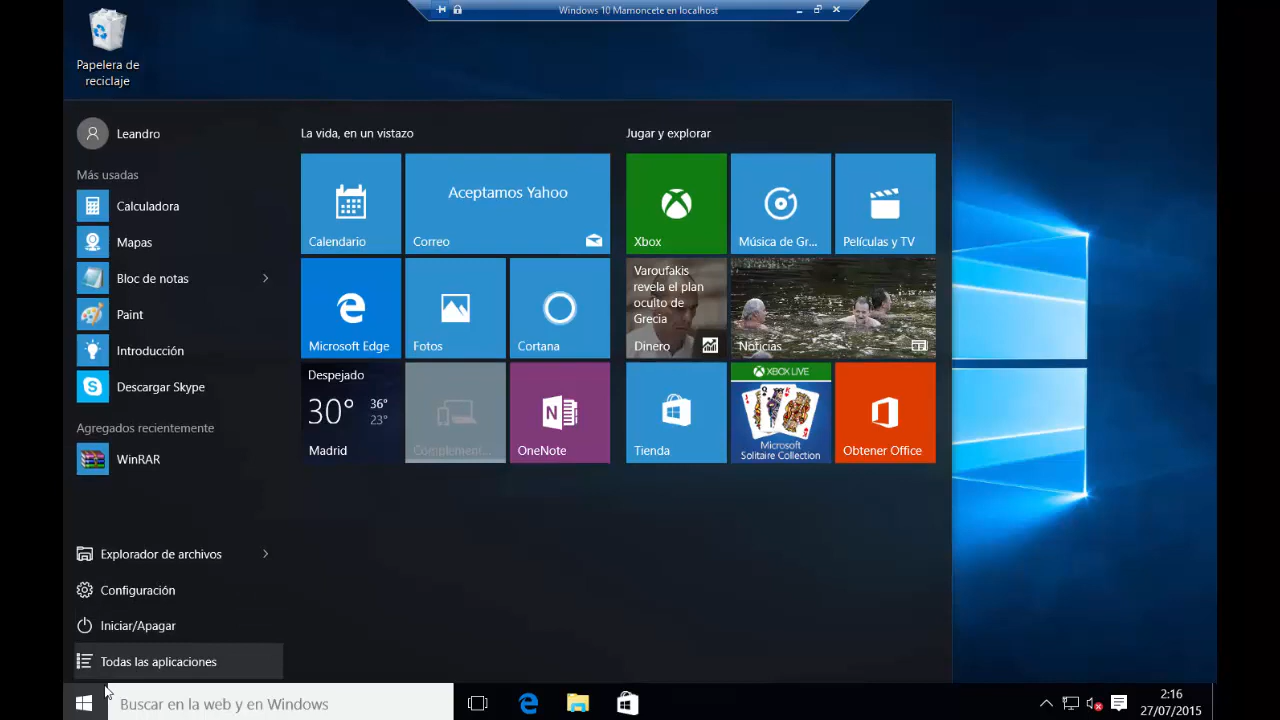 Windows 10 Mamoncete en localhost
Papelera de
reciclaje
Leandro
Más usadas
Calculadora
Mapas
Bloc de notas
Paint
Introducción
Descargar Skype
Agregados recientemente
WinRAR
Explorador de archivos
Configuración
Iniciar/Apagar
Todas las aplicaciones
La vida, en un vistazo
Calendario
Aceptamos Yahoo
Correo
Microsoft Edge
Fotos
Cortana
Despejado
30° 36°
23°
Madrid
Complement...
OneNote
Jugar y explorar
Xbox
Música de Gr...
Películas y TV
Varoufakis
revela el plan
oculto de
Grecia
Dinero
Noticias
Tienda
XBOX LIVE
Microsoft
Solitaire Collection
Obtener Office
Buscar en la web y en Windows
2:16
27/07/2015